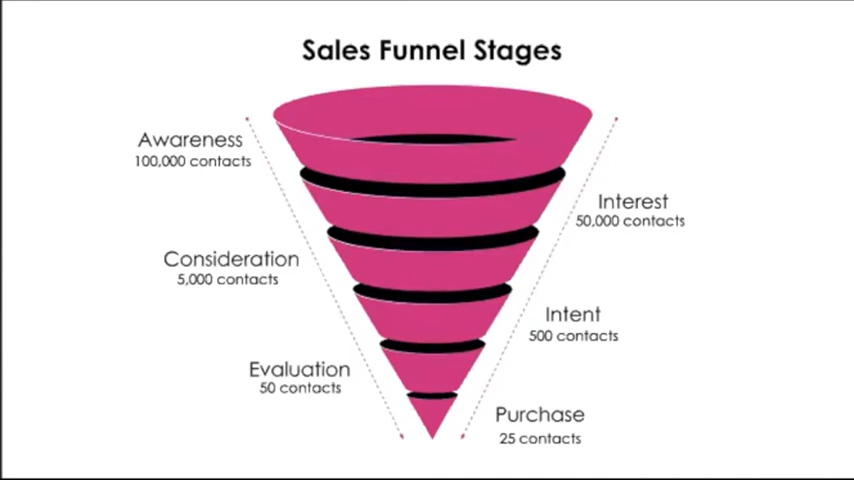 Sales Funnel Stages
Awareness
100,000 contacts
Interest
50,000 contacts
Consideration
5,000 contacts
Intent
500 contacts
Evaluation
50 contacts
Purchase
25 contacts